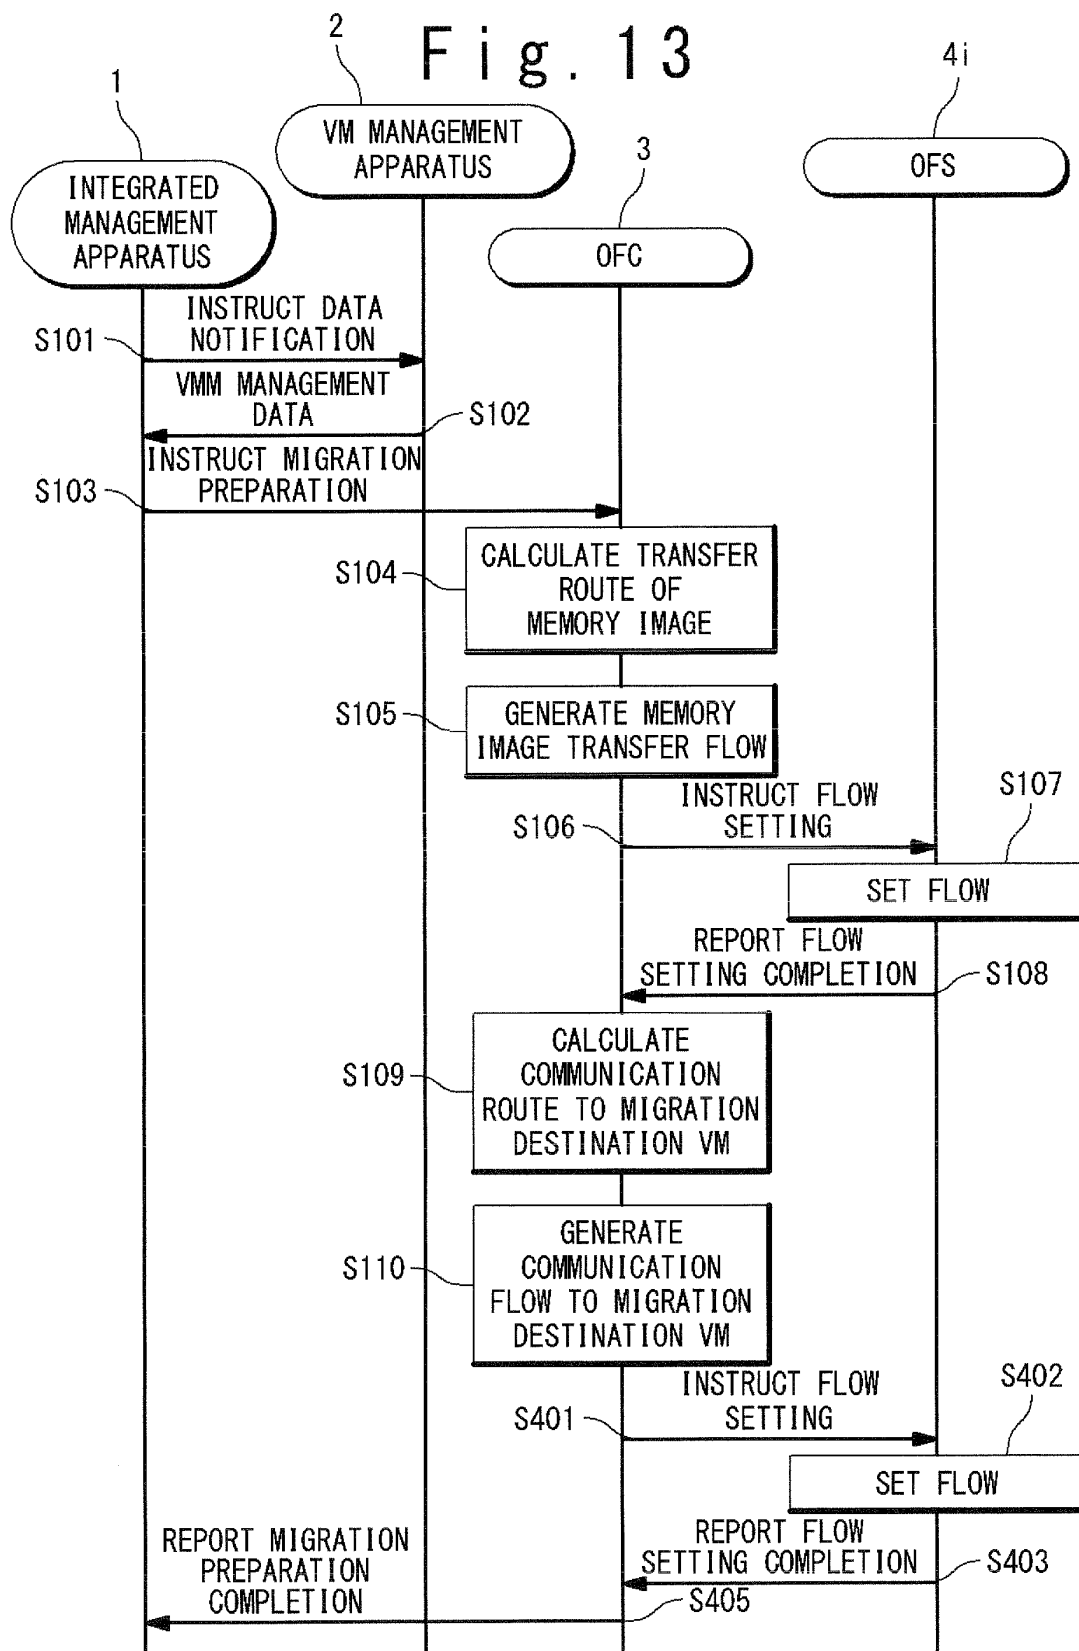 Fig. 13
1
2
3
4i
INTEGRATED
MANAGEMENT
APPARATUS
VM MANAGEMENT
APPARATUS
OFC
OFS
INSTRUCT DATA
NOTIFICATION
S101
VMM MANAGEMENT
DATA
S102
INSTRUCT MIGRATION
PREPARATION
S103
S104
CALCULATE TRANSFER
ROUTE OF
MEMORY IMAGE
S105
GENERATE MEMORY
IMAGE TRANSFER FLOW
INSTRUCT FLOW
SETTING
S106
S107
SET FLOW
REPORT FLOW
SETTING COMPLETION
S108
S109
CALCULATE
COMMUNICATION
ROUTE TO MIGRATION
DESTINATION VM
S110
GENERATE
COMMUNICATION
FLOW TO MIGRATION
DESTINATION VM
INSTRUCT FLOW
SETTING
S401
S402
SET FLOW
REPORT FLOW
SETTING COMPLETION
S403
REPORT MIGRATION
PREPARATION
COMPLETION
S405